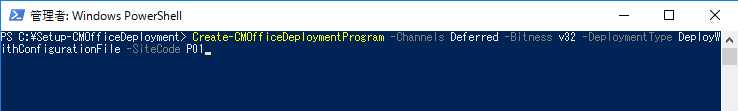 管理者: Windows PowerShell
PS C:¥Setup-CMOfficeDeployment> Create-CMOfficeDeploymentProgram -Channels Deferred -Bitness v32 -DeploymentType DeployW
ithConfigurationFile -SiteCode P01